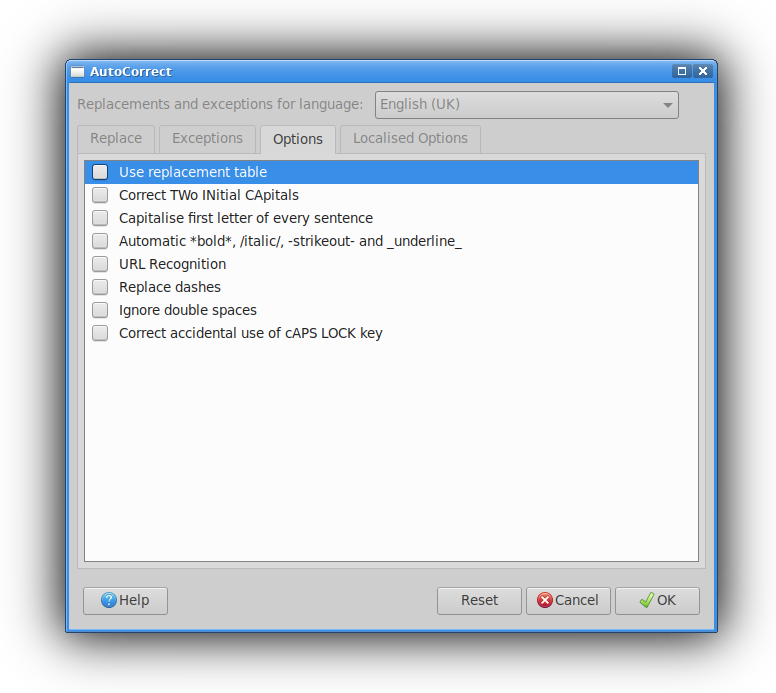 AutoCorrect
Replacements and exceptions for language: English (UK)
Replace Exceptions Options Localised Options
Use replacement table
Correct TWo INitial CApitals
Capitalise first letter of every sentence
Automatic *bold*, /italic/, -strikeout- and _underline_
URL Recognition
Replace dashes
Ignore double spaces
Correct accidental use of cAPS LOCK key
Help Reset Cancel OK